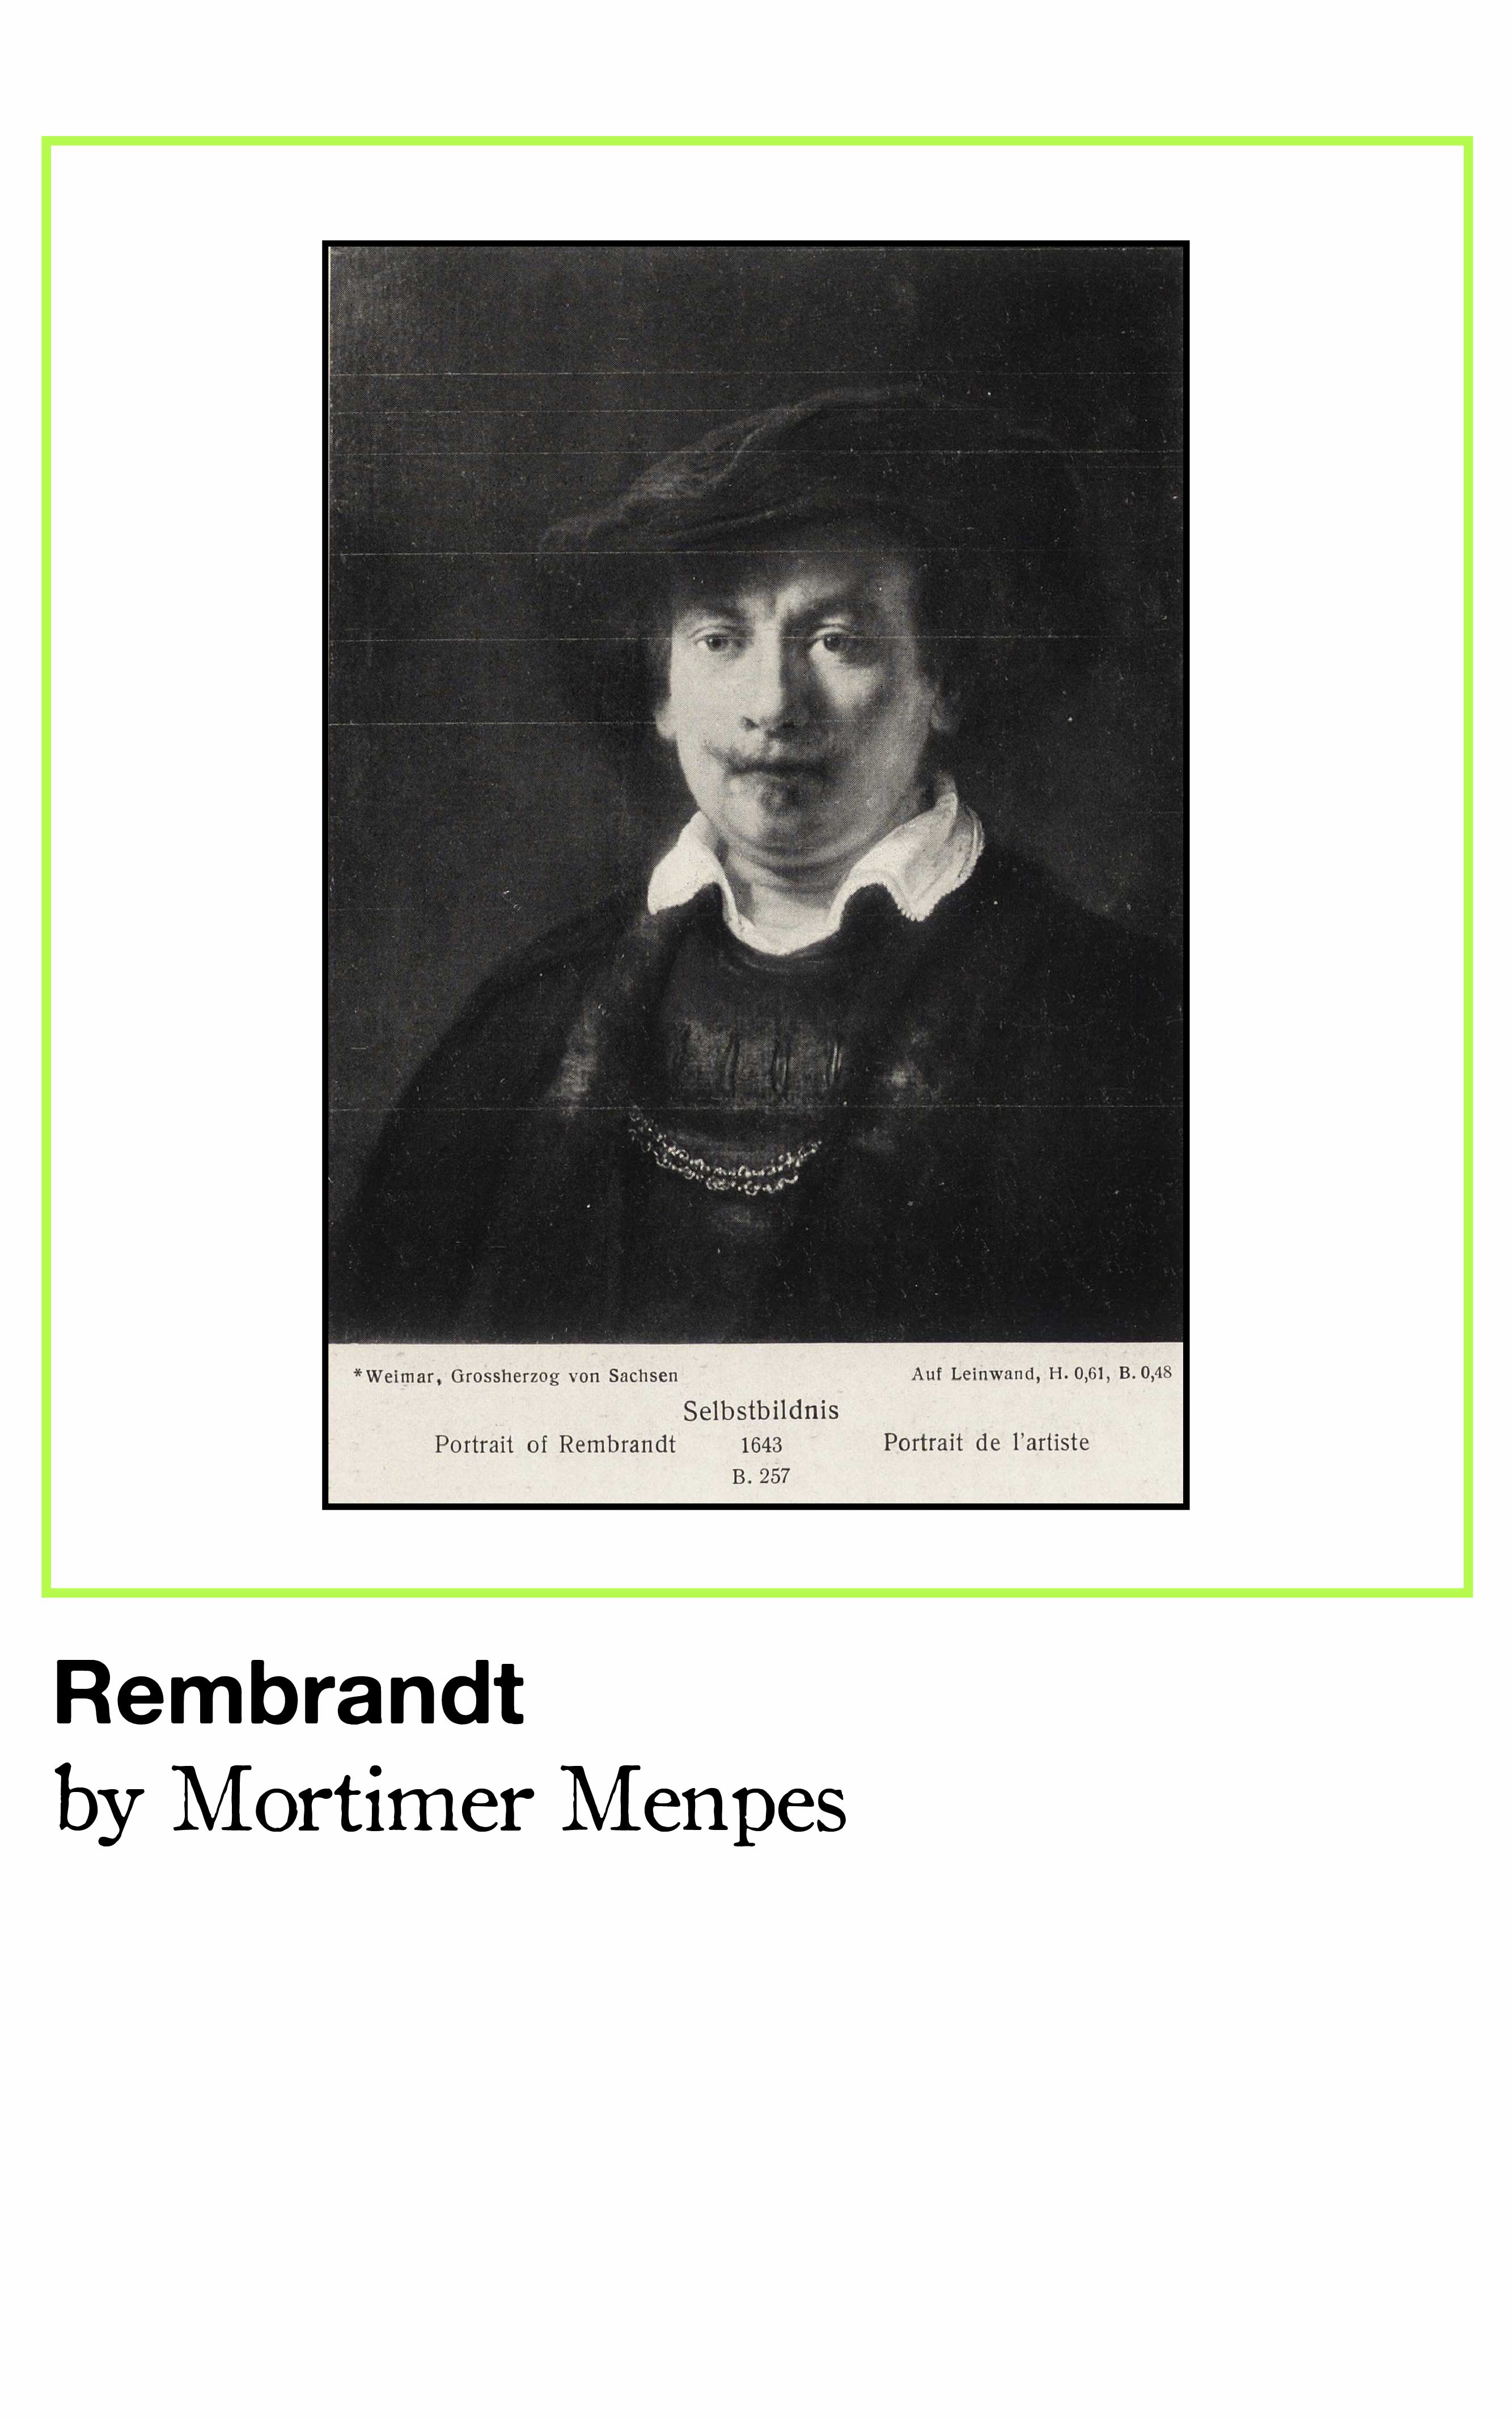 *Weimar, Grossherzog von Sachsen Auf Leinwand, H. 0,61, B. 0,48
Selbstbildnis
Portrait of Rembrandt 1643 Portrait de l'artiste
B. 257
Rembrandt
by Mortimer Menpes